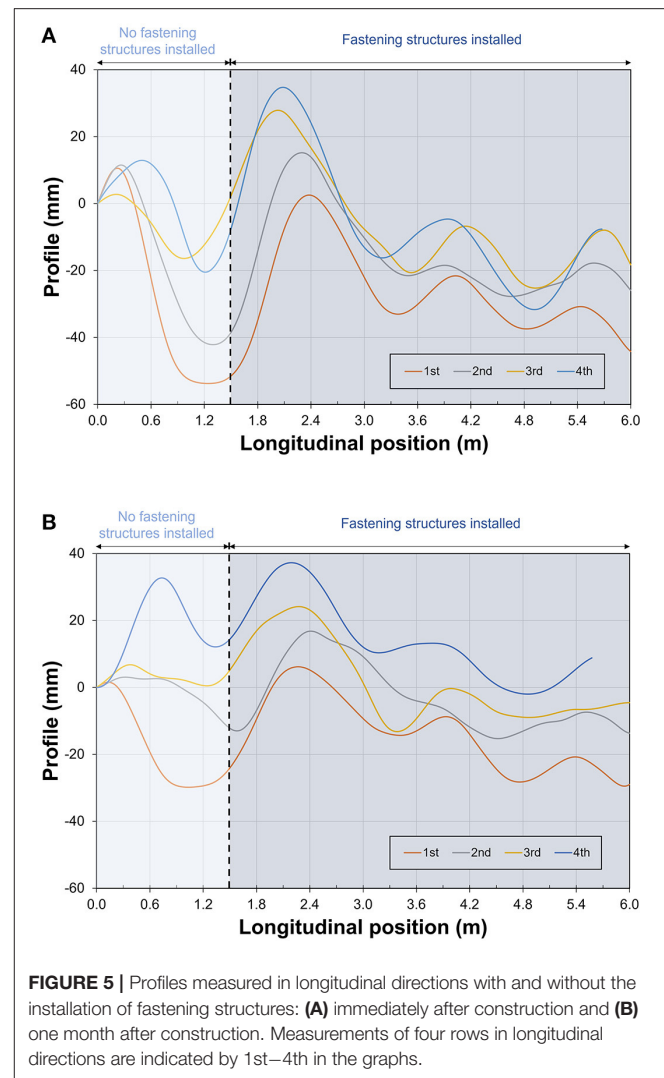 A
No fastening
structures installed
Fastening structures installed
40
20
0
-20
-40
-60
Profile (mm)
1st 2nd 3rd 4th
0.0 0.6 1.2 1.8 2.4 3.0 3.6 4.2 4.8 5.4 6.0
Longitudinal position (m)
B
No fastening
structures installed
Fastening structures installed
40
20
0
-20
-40
-60
Profile (mm)
1st 2nd 3rd 4th
0.0 0.6 1.2 1.8 2.4 3.0 3.6 4.2 4.8 5.4 6.0
Longitudinal position (m)
FIGURE 5 | Profiles measured in longitudinal directions with and without the
installation of fastening structures: (A) immediately after construction and (B)
one month after construction. Measurements of four rows in longitudinal
directions are indicated by 1st–4th in the graphs.